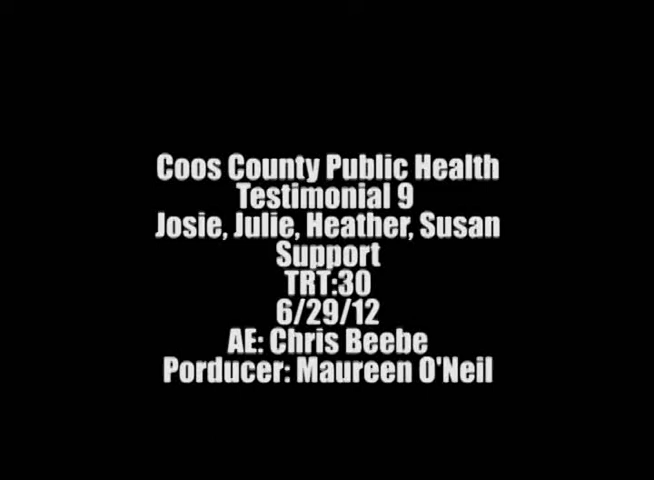 Coos County Public Health
Testimonial 9
Josie, Julie, Heather, Susan
Support
TRT:30
6/29/12
AE: Chris Beebe
Porducer: Maureen O'Neil